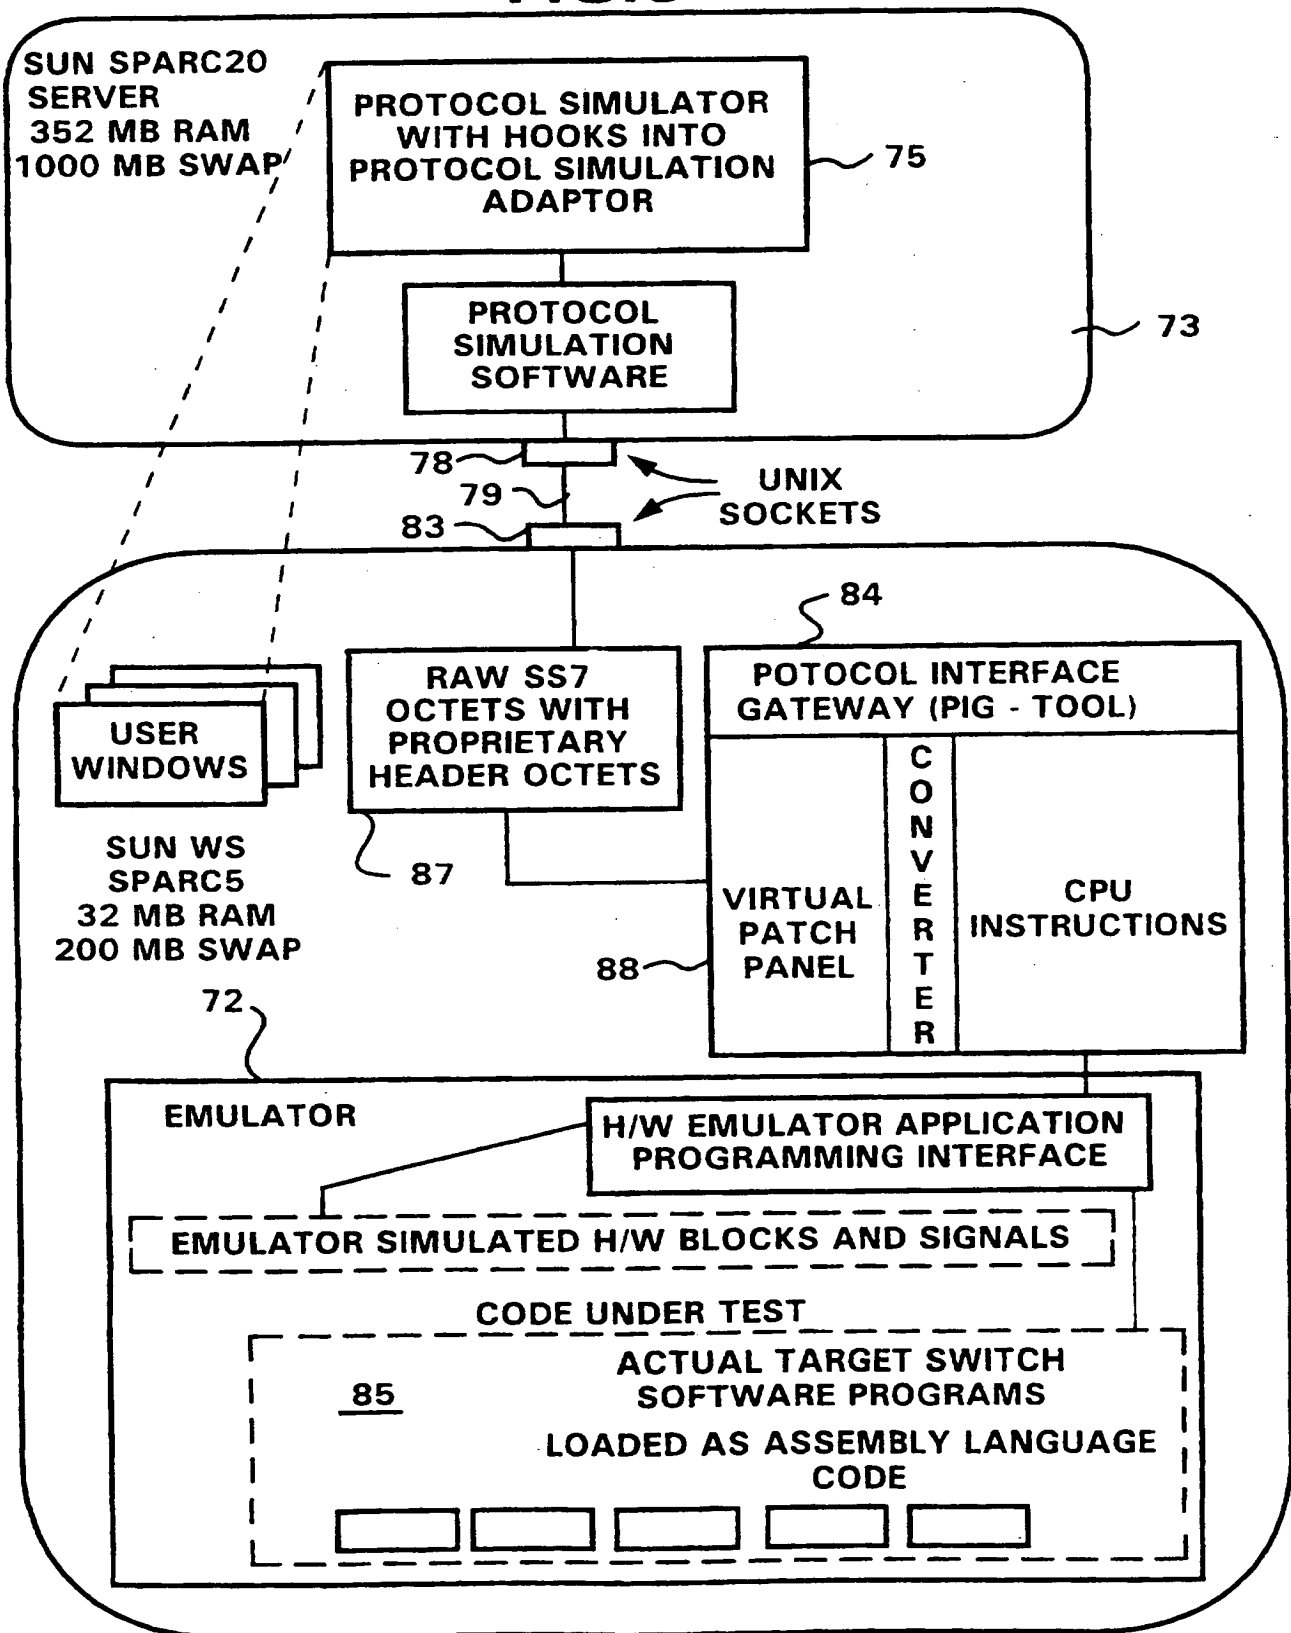 SUN SPARC20
SERVER
352 MB RAM
1000 MB SWAP
PROTOCOL SIMULATOR
WITH HOOKS INTO
PROTOCOL SIMULATION
ADAPTOR
75
PROTOCOL
SIMULATION
SOFTWARE
73
78
79
83
UNIX
SOCKETS
84
RAW SS7
OCTETS WITH
PROPRIETARY
HEADER OCTETS
87
POTOCOL INTERFACE
GATEWAY (PIG - TOOL)
USER
WINDOWS
SUN WS
SPARC5
32 MB RAM
200 MB SWAP
VIRTUAL
PATCH
PANEL
88
C
O
N
V
E
R
T
E
R
CPU
INSTRUCTIONS
72
EMULATOR
H/W EMULATOR APPLICATION
PROGRAMMING INTERFACE
EMULATOR SIMULATED H/W BLOCKS AND SIGNALS
CODE UNDER TEST
85
ACTUAL TARGET SWITCH
SOFTWARE PROGRAMS
LOADED AS ASSEMBLY LANGUAGE
CODE